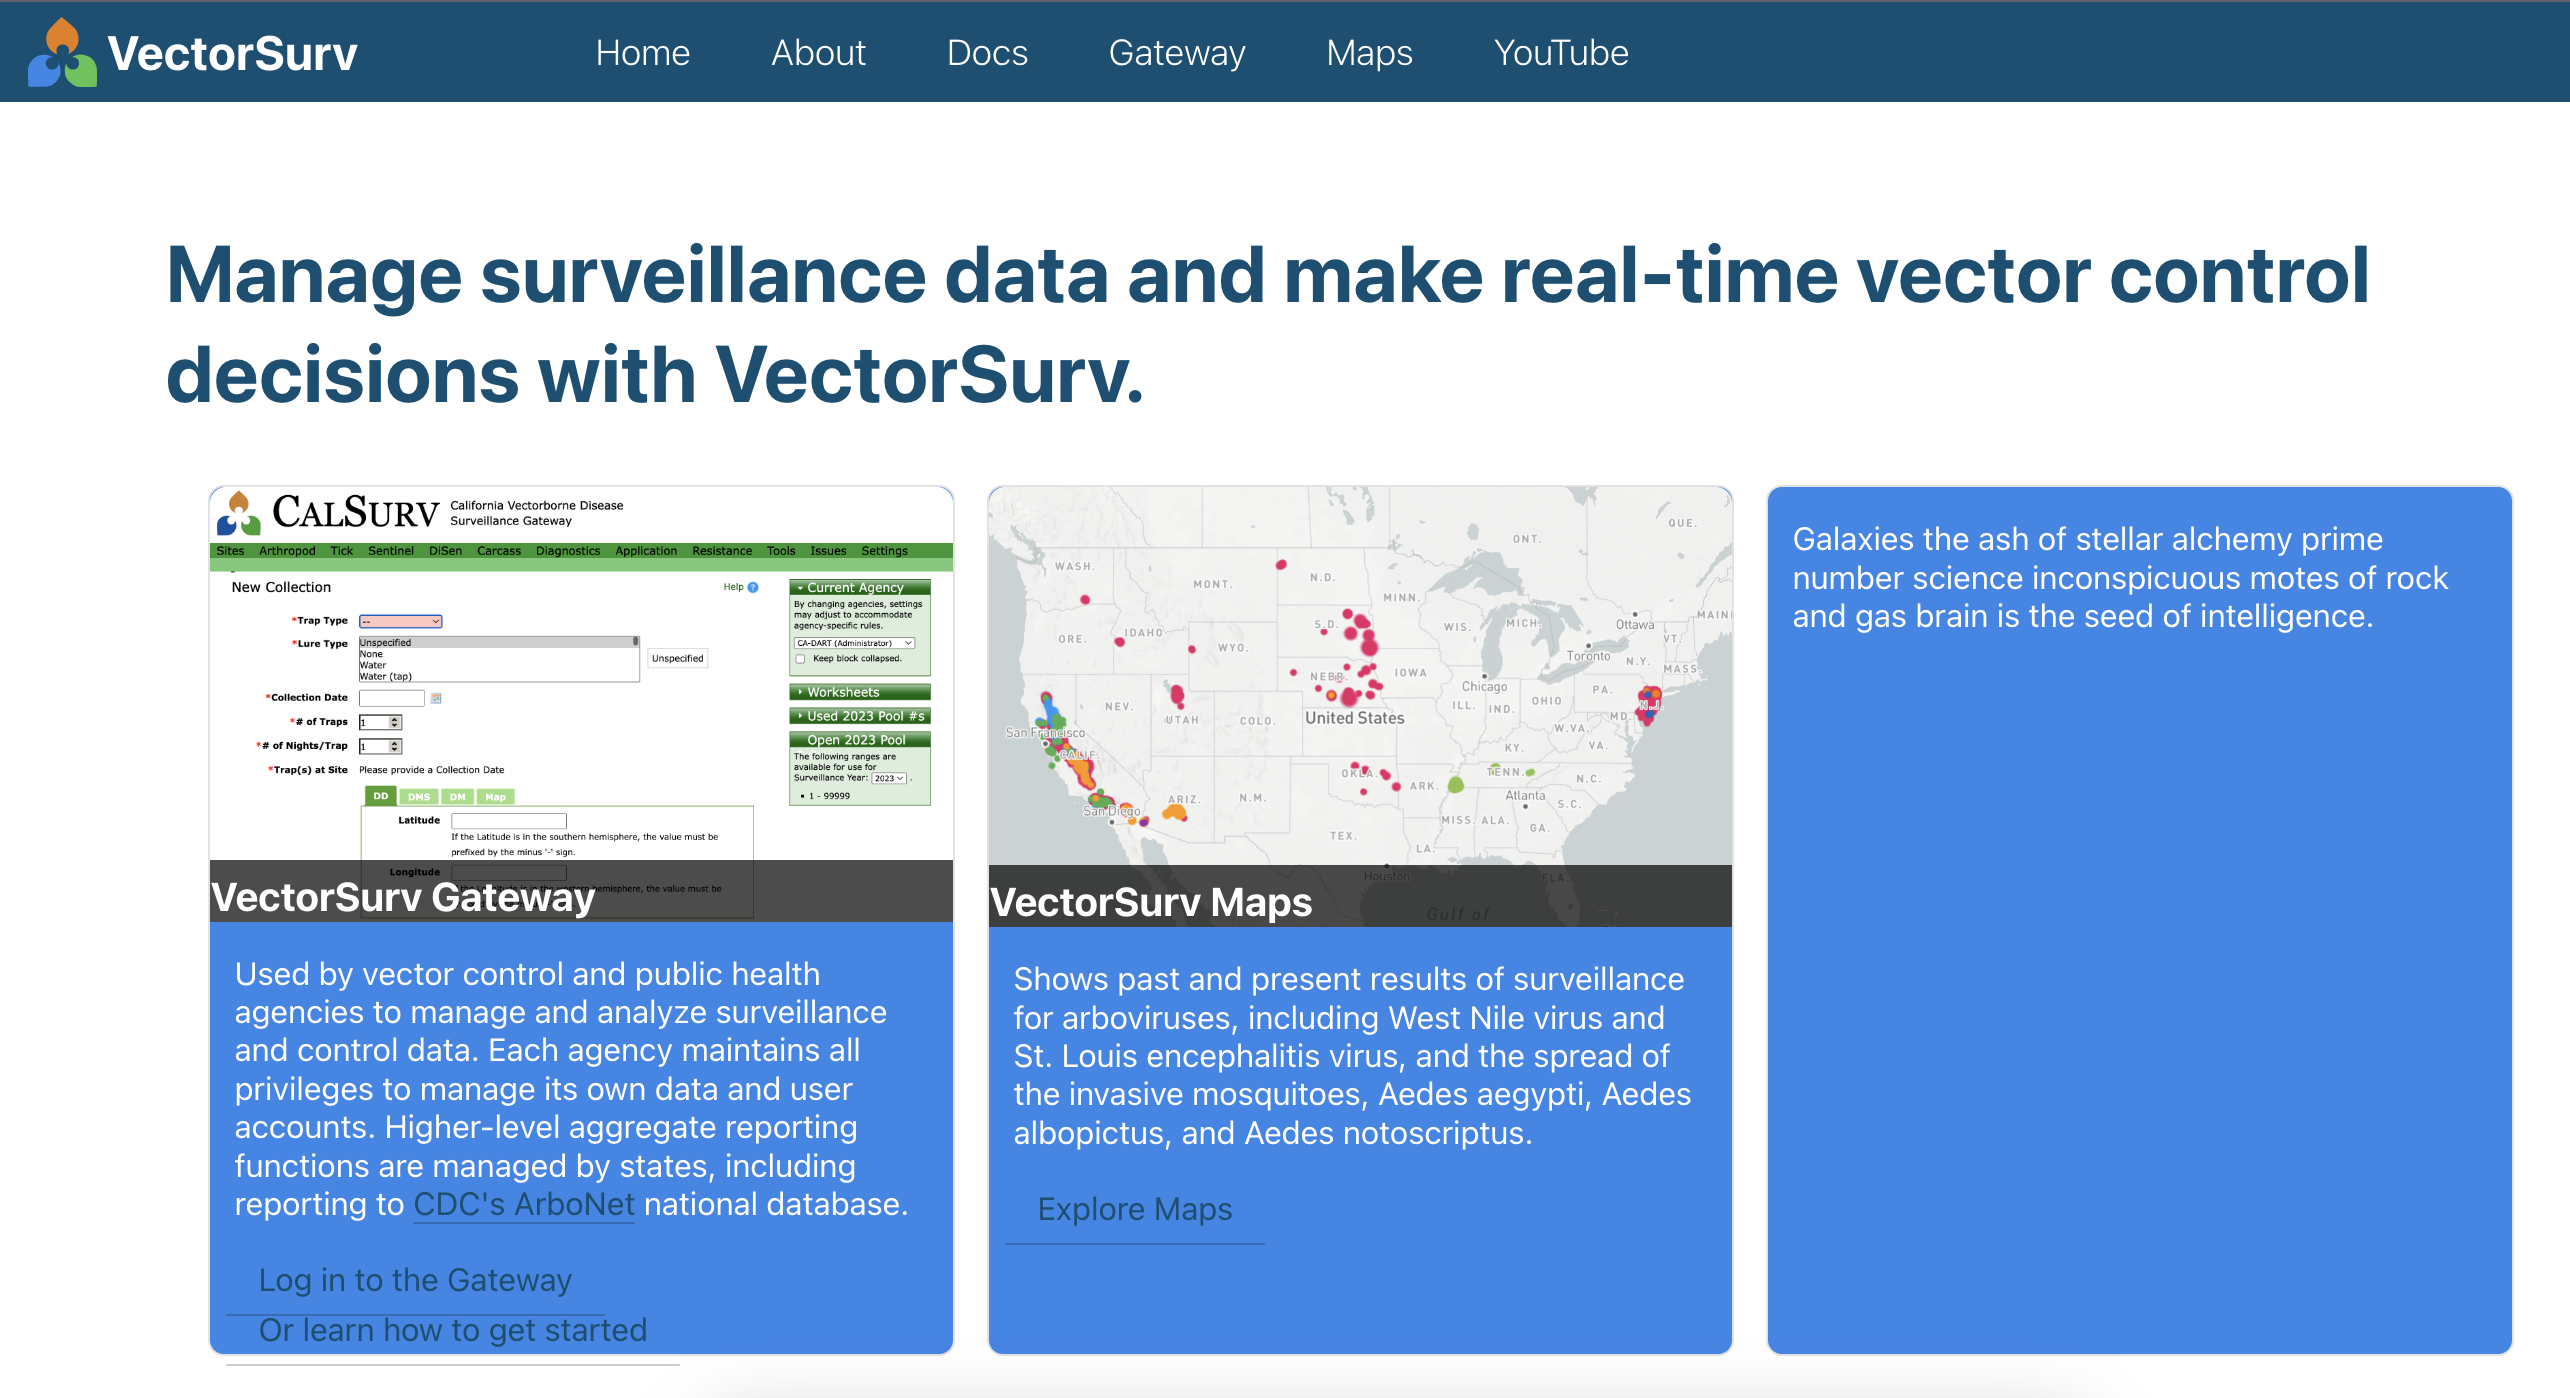 VectorSurv
Home About Docs Gateway Maps YouTube
Manage surveillance data and make real-time vector control
decisions with VectorSurv.
CALSURV California Vectorborne Disease
Surveillance Gateway
Sites Arthropod Tick Sentinel DiSen Carcass Diagnostics Application Resistance Tools Issues Settings
New Collection
Help ?
*Trap Type --
*Lure Type Unspecified
None
Water
Water (tap)
Unspecified
*Collection Date
*# of Traps 1
*# of Nights/Trap 1
*Trap(s) at Site Please provide a Collection Date
DD DMS DM Map
Latitude
If the Latitude is in the southern hemisphere, the value must be
prefixed by the minus '-' sign.
Longitude
hemisphere, the value must be
Current Agency
By changing agencies, settings
may adjust to accommodate
agency-specific rules.
CA-DART (Administrator)
Keep block collapsed.
Worksheets
Used 2023 Pool #s
Open 2023 Pool
The following ranges are
available for use for
Surveillance Year: 2023 .
1 - 99999
VectorSurv Gateway
Used by vector control and public health
agencies to manage and analyze surveillance
and control data. Each agency maintains all
privileges to manage its own data and user
accounts. Higher-level aggregate reporting
functions are managed by states, including
reporting to CDC's ArboNet national database.
Log in to the Gateway
Or learn how to get started
QUE.
ONT.
WASH.
MONT.
N.D.
MINN.
MAIN
Ottawa
ORE.
IDAHO
S.D.
WIS.
MICH.
VT.
WYO.
Toronto
N.Y.
MASS.
NEBR.
IOWA
Chicago
PA.
NEV.
UTAH
COLO.
United States
ILL.
IND.
OHIO
MD.
N.J.
San Francisco
W.VA.
CALIF.
KY.
VA.
OKLA.
TENN.
N.C.
ARIZ.
N.M.
ARK.
Atlanta
San Diego
S.C.
MISS.
ALA.
GA.
TEX.
LA.
Houston
FLA.
Gulf of
VectorSurv Maps
Shows past and present results of surveillance
for arboviruses, including West Nile virus and
St. Louis encephalitis virus, and the spread of
the invasive mosquitoes, Aedes aegypti, Aedes
albopictus, and Aedes notoscriptus.
Explore Maps
Galaxies the ash of stellar alchemy prime
number science inconspicuous motes of rock
and gas brain is the seed of intelligence.